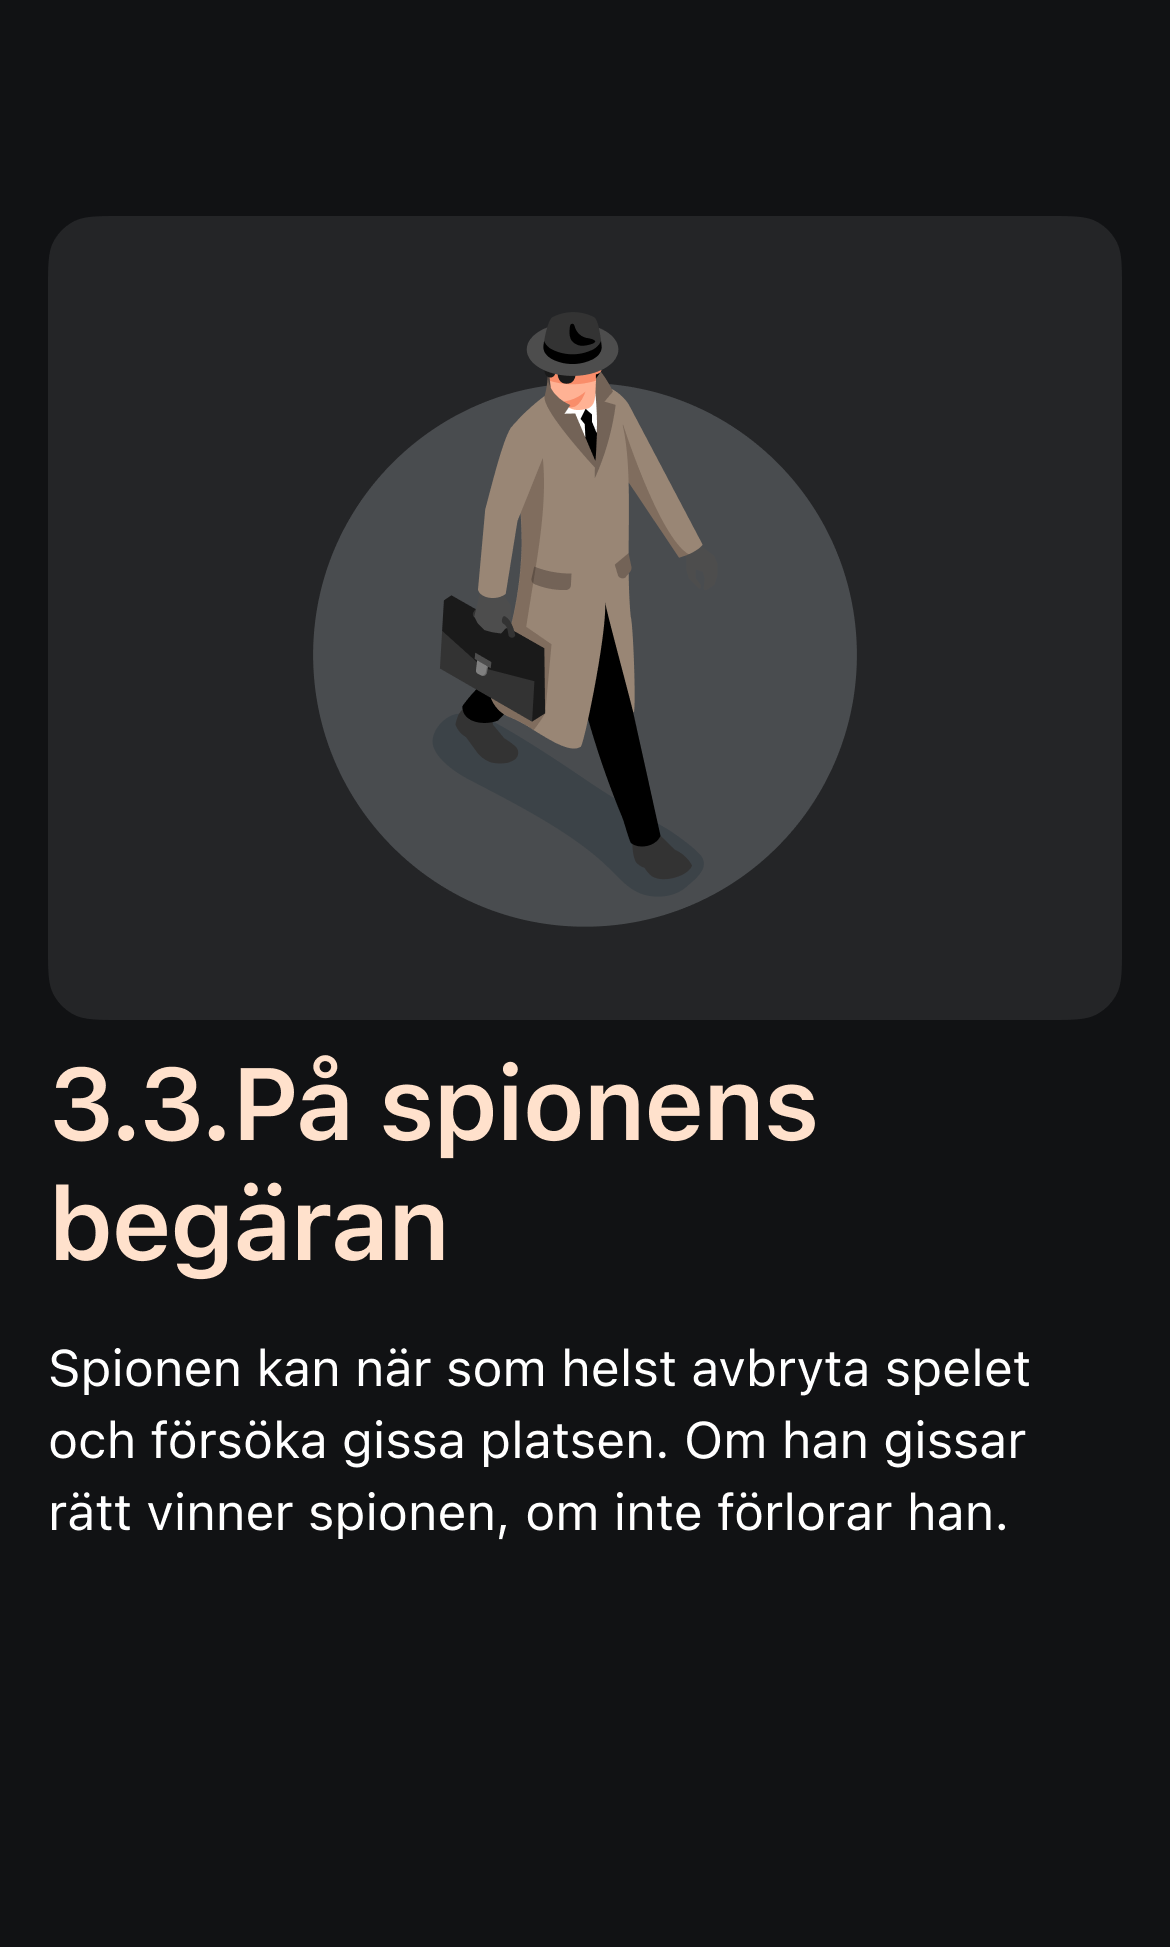 3.3.På spionens
begäran
Spionen kan när som helst avbryta spelet
och försöka gissa platsen. Om han gissar
rätt vinner spionen, om inte förlorar han.